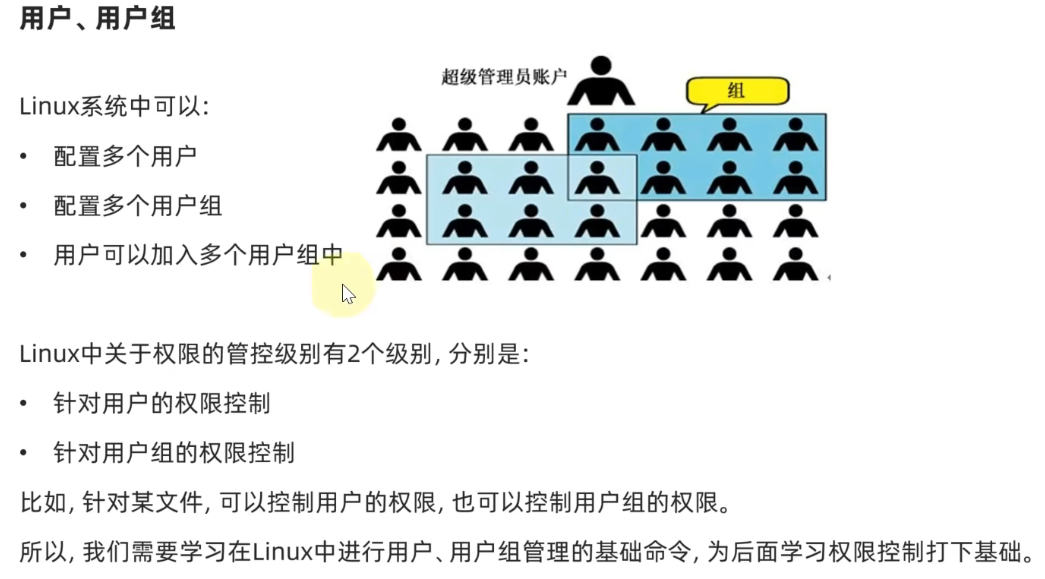 用户、用户组
超级管理员账户
组
Linux系统中可以:
• 配置多个用户
• 配置多个用户组
• 用户可以加入多个用户组中
Linux中关于权限的管控级别有2个级别, 分别是:
• 针对用户的权限控制
• 针对用户组的权限控制
比如, 针对某文件, 可以控制用户的权限, 也可以控制用户组的权限。
所以, 我们需要学习在Linux中进行用户、用户组管理的基础命令, 为后面学习权限控制打下基础。